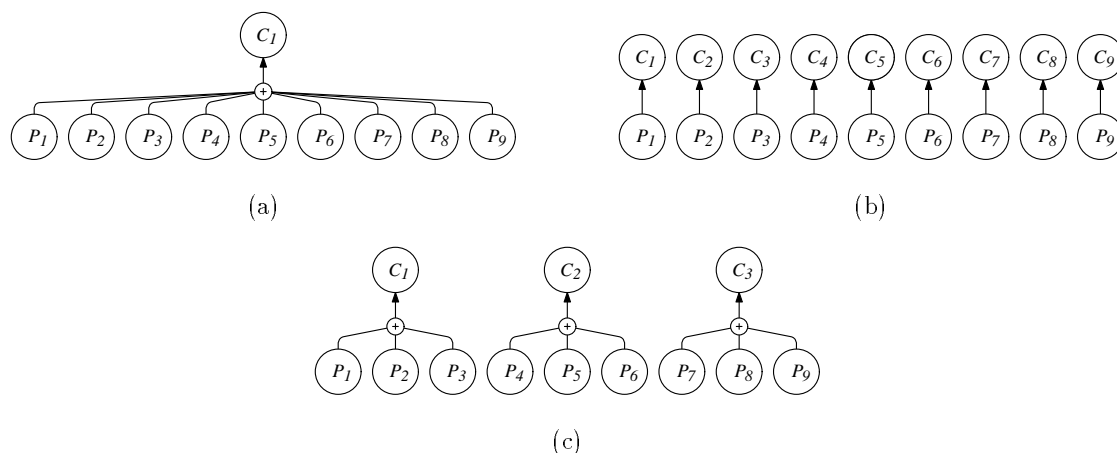 C1
+
P1 P2 P3 P4 P5 P6 P7 P8 P9
(a)
C1 C2 C3 C4 C5 C6 C7 C8 C9
P1 P2 P3 P4 P5 P6 P7 P8 P9
(b)
C1 C2 C3
+ + +
P1 P2 P3 P4 P5 P6 P7 P8 P9
(c)